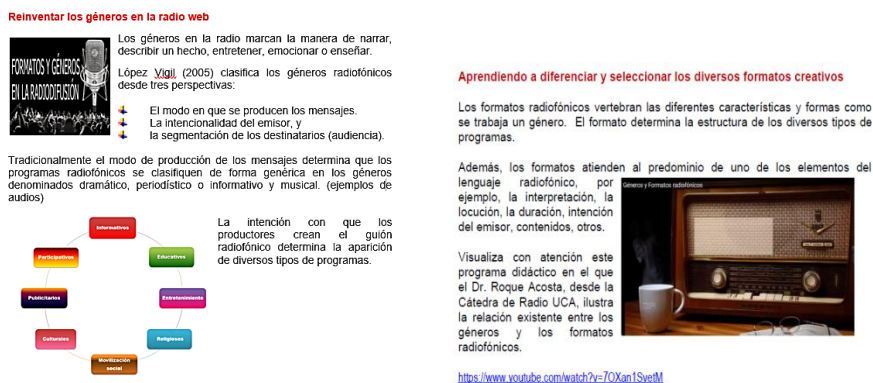 Reinventar los géneros en la radio web
Los géneros en la radio marcan la manera de narrar,
describir un hecho, entretener, emocionar o enseñar.
FORMATOS Y GÉNEROS
EN LA RADIODIFUSIÓN
López Vigil (2005) clasifica los géneros radiofónicos
desde tres perspectivas:
El modo en que se producen los mensajes.
La intencionalidad del emisor, y
la segmentación de los destinatarios (audiencia).
Tradicionalmente el modo de producción de los mensajes determina que los
programas radiofónicos se clasifiquen de forma genérica en los géneros
denominados dramático, periodístico o informativo y musical. (ejemplos de
audios)
La intención con que los
productores crean el guión
radiofónico determina la aparición
de diversos tipos de programas.
Informativos
Educativos
Entretenimiento
Religiosos
Movilización
social
Culturales
Publicitarios
Participativos
Aprendiendo a diferenciar y seleccionar los diversos formatos creativos
Los formatos radiofónicos vertebran las diferentes características y formas como
se trabaja un género. El formato determina la estructura de los diversos tipos de
programas.
Además, los formatos atienden al predominio de uno de los elementos del
lenguaje radiofónico, por
ejemplo, la interpretación, la
locución, la duración, intención
del emisor, contenidos, otros.
Géneros y Formatos radiofónicos
Visualiza con atención este
programa didáctico en el que
el Dr. Roque Acosta, desde la
Cátedra de Radio UCA, ilustra
la relación existente entre los
géneros y los formatos
radiofónicos.
https://www.youtube.com/watch?v=7OXan1SvetM